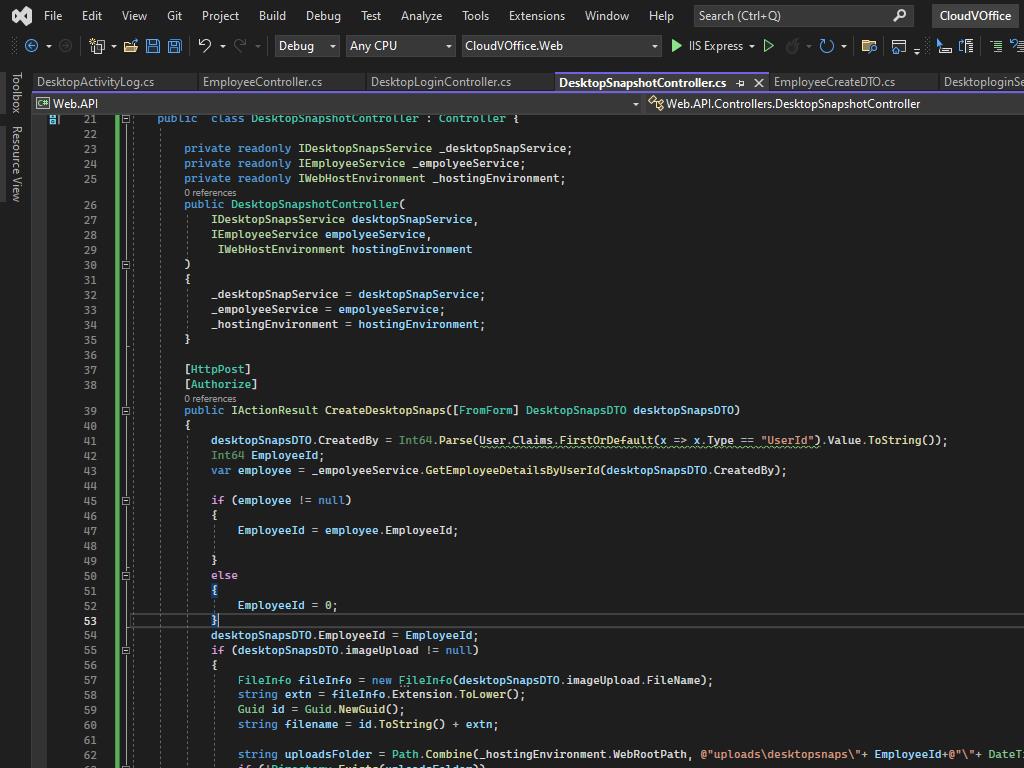 File Edit View Git Project Build Debug Test Analyze Tools Extensions Window Help Search (Ctrl+Q) CloudVOffice
Debug Any CPU CloudVOffice.Web IIS Express
DesktopActivityLog.cs EmployeeController.cs DesktopLoginController.cs DesktopSnapshotController.cs EmployeeCreateDTO.cs DesktoploginSe
Toolbox
Resource View
C# Web.API Web.API.Controllers.DesktopSnapshotController
21 public class DesktopSnapshotController : Controller {
22
23 private readonly IDesktopSnapsService _desktopSnapService;
24 private readonly IEmployeeService _empolyeeService;
25 private readonly IWebHostEnvironment _hostingEnvironment;
0 references
26 public DesktopSnapshotController(
27 IDesktopSnapsService desktopSnapService,
28 IEmployeeService empolyeeService,
29 IWebHostEnvironment hostingEnvironment
30 )
31 {
32 _desktopSnapService = desktopSnapService;
33 _empolyeeService = empolyeeService;
34 _hostingEnvironment = hostingEnvironment;
35 }
36
37 [HttpPost]
38 [Authorize]
0 references
39 public IActionResult CreateDesktopSnaps([FromForm] DesktopSnapsDTO desktopSnapsDTO)
40 {
41 desktopSnapsDTO.CreatedBy = Int64.Parse(User.Claims.FirstOrDefault(x => x.Type == "UserId").Value.ToString());
42 Int64 EmployeeId;
43 var employee = _empolyeeService.GetEmployeeDetailsByUserId(desktopSnapsDTO.CreatedBy);
44
45 if (employee != null)
46 {
47 EmployeeId = employee.EmployeeId;
48
49 }
50 else
51 {
52 EmployeeId = 0;
53 }
54 desktopSnapsDTO.EmployeeId = EmployeeId;
55 if (desktopSnapsDTO.imageUpload != null)
56 {
57 FileInfo fileInfo = new FileInfo(desktopSnapsDTO.imageUpload.FileName);
58 string extn = fileInfo.Extension.ToLower();
59 Guid id = Guid.NewGuid();
60 string filename = id.ToString() + extn;
61
62 string uploadsFolder = Path.Combine(_hostingEnvironment.WebRootPath, @"uploads\desktopsnaps\"+ EmployeeId+@"\"+ DateT
63 if (!Directory.Exists(uploadsFolder))